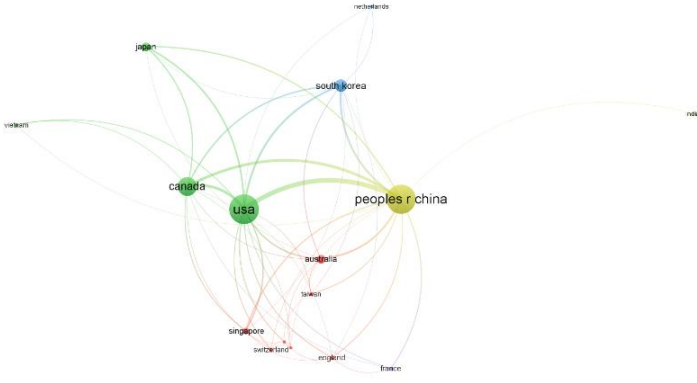 netherlands
japan
south korea
vietnam
canada
peoples r china
usa
australia
taiwan
singapore
switzerland
england
france